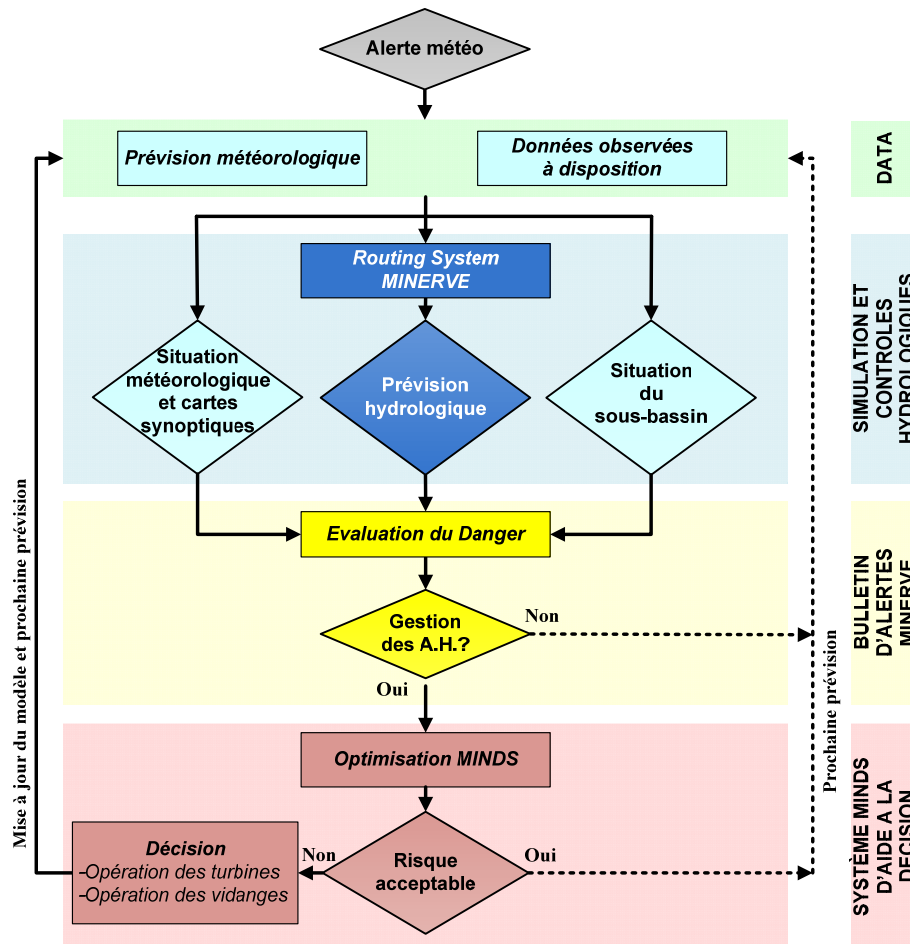 Alerte météo
Prévision météorologique
Données observées
à disposition
DATA
Routing System
MINERVE
Situation
météorologique
et cartes
synoptiques
Prévision
hydrologique
Situation
du
sous-bassin
SIMULATION ET
CONTROLES
HYDROLOGIQUES
Evaluation du Danger
Gestion
des A.H.?
Non
Oui
BULLETIN
D'ALERTES
MINERVE
Optimisation MINDS
Risque
acceptable
Non
Oui
Décision
-Opération des turbines
-Opération des vidanges
SYSTÈME MINDS
D'AIDE A LA
DECISION
Mise à jour du modèle et prochaine prévision
Prochaine prévision